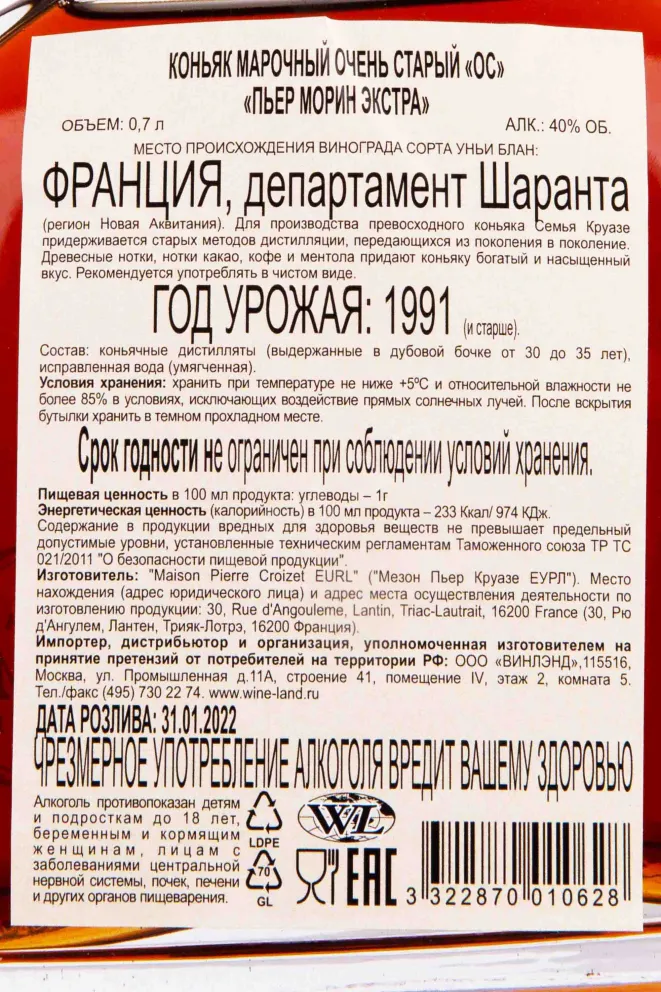 КОНЬЯК МАРОЧНЫЙ ОЧЕНЬ СТАРЫЙ «ОС»
«ПЬЕР МОРИН ЭКСТРА»
ОБЪЕМ: 0,7 л АЛК.: 40% ОБ.
МЕСТО ПРОИСХОЖДЕНИЯ ВИНОГРАДА СОРТА УНЬИ БЛАН:
ФРАНЦИЯ, департамент Шаранта
(регион Новая Аквитания). Для производства превосходного коньяка Семья Круазе
придерживается старых методов дистилляции, передающихся из поколения в поколение.
Древесные нотки, нотки какао, кофе и ментола придают коньяку богатый и насыщенный
вкус. Рекомендуется употреблять в чистом виде.
ГОД УРОЖАЯ: 1991 (и старше).
Состав: коньячные дистилляты (выдержанные в дубовой бочке от 30 до 35 лет),
исправленная вода (умягченная).
Условия хранения: хранить при температуре не ниже +5ºС и относительной влажности не
более 85% в условиях, исключающих воздействие прямых солнечных лучей. После вскрытия
бутылки хранить в темном прохладном месте.
Срок годности не ограничен при соблюдении условий хранения.
Пищевая ценность в 100 мл продукта: углеводы – 1г
Энергетическая ценность (калорийность) в 100 мл продукта – 233 Ккал/ 974 КДж.
Содержание в продукции вредных для здоровья веществ не превышает предельный
допустимые уровни, установленные техническим регламентам Таможенного союза ТР ТС
021/2011 "О безопасности пищевой продукции".
Изготовитель: "Maison Pierre Croizet EURL" ("Мезон Пьер Круазе ЕУРЛ"). Место
нахождения (адрес юридического лица) и адрес места осуществления деятельности по
изготовлению продукции: 30, Rue d'Angouleme, Lantin, Triac-Lautrait, 16200 France (30, Рю
д'Ангулем, Лантен, Трияк-Лотрэ, 16200 Франция).
Импортер, дистрибьютор и организация, уполномоченная изготовителем на
принятие претензий от потребителей на территории РФ: ООО «ВИНЛЭНД»,115516,
Москва, ул. Промышленная д.11А, строение 41, помещение IV, этаж 2, комната 5.
Тел./факс (495) 730 22 74. www.wine-land.ru
ДАТА РОЗЛИВА: 31.01.2022
ЧРЕЗМЕРНОЕ УПОТРЕБЛЕНИЕ АЛКОГОЛЯ ВРЕДИТ ВАШЕМУ ЗДОРОВЬЮ
Алкоголь противопоказан детям
и подросткам до 18 лет,
беременным и кормящим
женщинам, лицам с
заболеваниями центральной
нервной системы, почек, печени
и других органов пищеварения.
LDPE
70
GL
WL
EAC
3 322870 010628